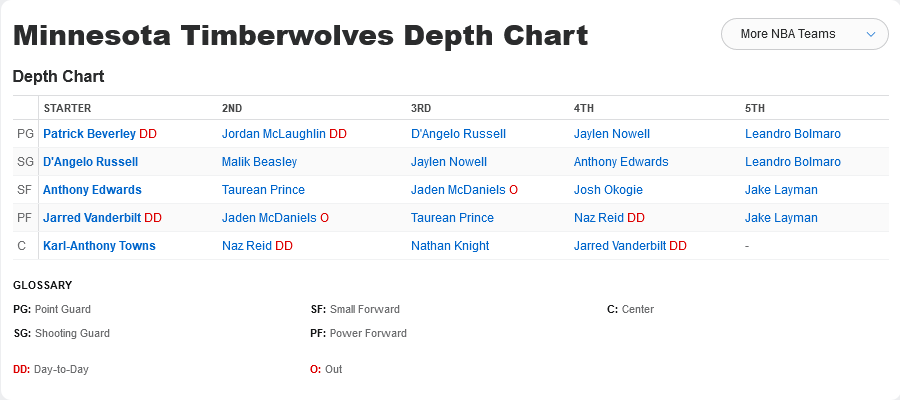 Minnesota Timberwolves Depth Chart
More NBA Teams
Depth Chart
STARTER 2ND 3RD 4TH 5TH
PG Patrick Beverley DD Jordan McLaughlin DD D'Angelo Russell Jaylen Nowell Leandro Bolmaro
SG D'Angelo Russell Malik Beasley Jaylen Nowell Anthony Edwards Leandro Bolmaro
SF Anthony Edwards Taurean Prince Jaden McDaniels O Josh Okogie Jake Layman
PF Jarred Vanderbilt DD Jaden McDaniels O Taurean Prince Naz Reid DD Jake Layman
C Karl-Anthony Towns Naz Reid DD Nathan Knight Jarred Vanderbilt DD -
GLOSSARY
PG: Point Guard SF: Small Forward C: Center
SG: Shooting Guard PF: Power Forward
DD: Day-to-Day O: Out